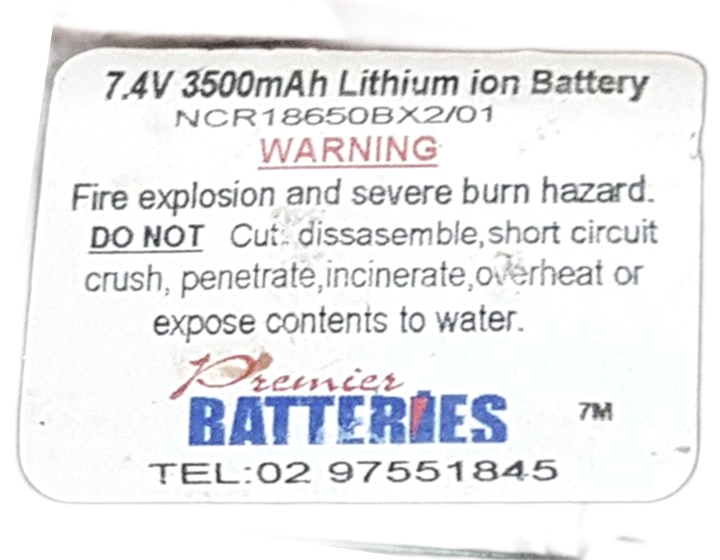 7.4V 3500mAh Lithium ion Battery
NCR18650BX2/01
WARNING
Fire explosion and severe burn hazard.
DO NOT Cut, dissasemble,short circuit
crush, penetrate,incinerate,overheat or
expose contents to water.
Premier
BATTERIES
7M
TEL:02 97551845